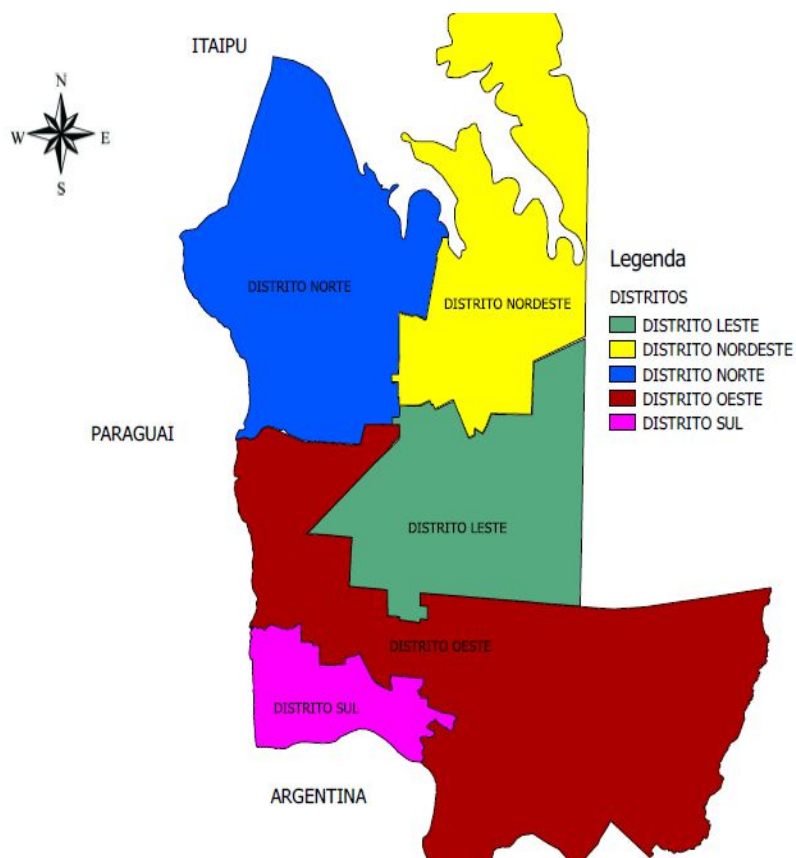 ITAIPU
N
W
E
S
DISTRITO NORTE
DISTRITO NORDESTE
Legenda
DISTRITOS
DISTRITO LESTE
DISTRITO NORDESTE
DISTRITO NORTE
DISTRITO OESTE
DISTRITO SUL
PARAGUAI
DISTRITO LESTE
DISTRITO OESTE
DISTRITO SUL
ARGENTINA